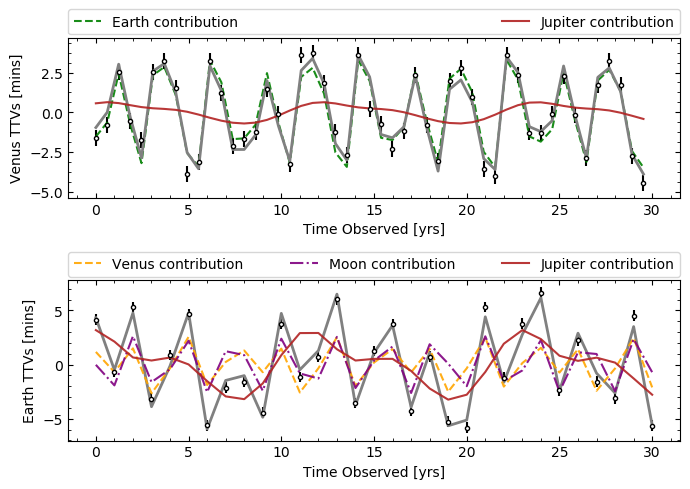 Earth contribution Jupiter contribution
Venus TTVs [mins]
2.5
0.0
−2.5
−5.0
0 5 10 15 20 25 30
Time Observed [yrs]
Venus contribution Moon contribution Jupiter contribution
Earth TTVs [mins]
5
0
−5
0 5 10 15 20 25 30
Time Observed [yrs]